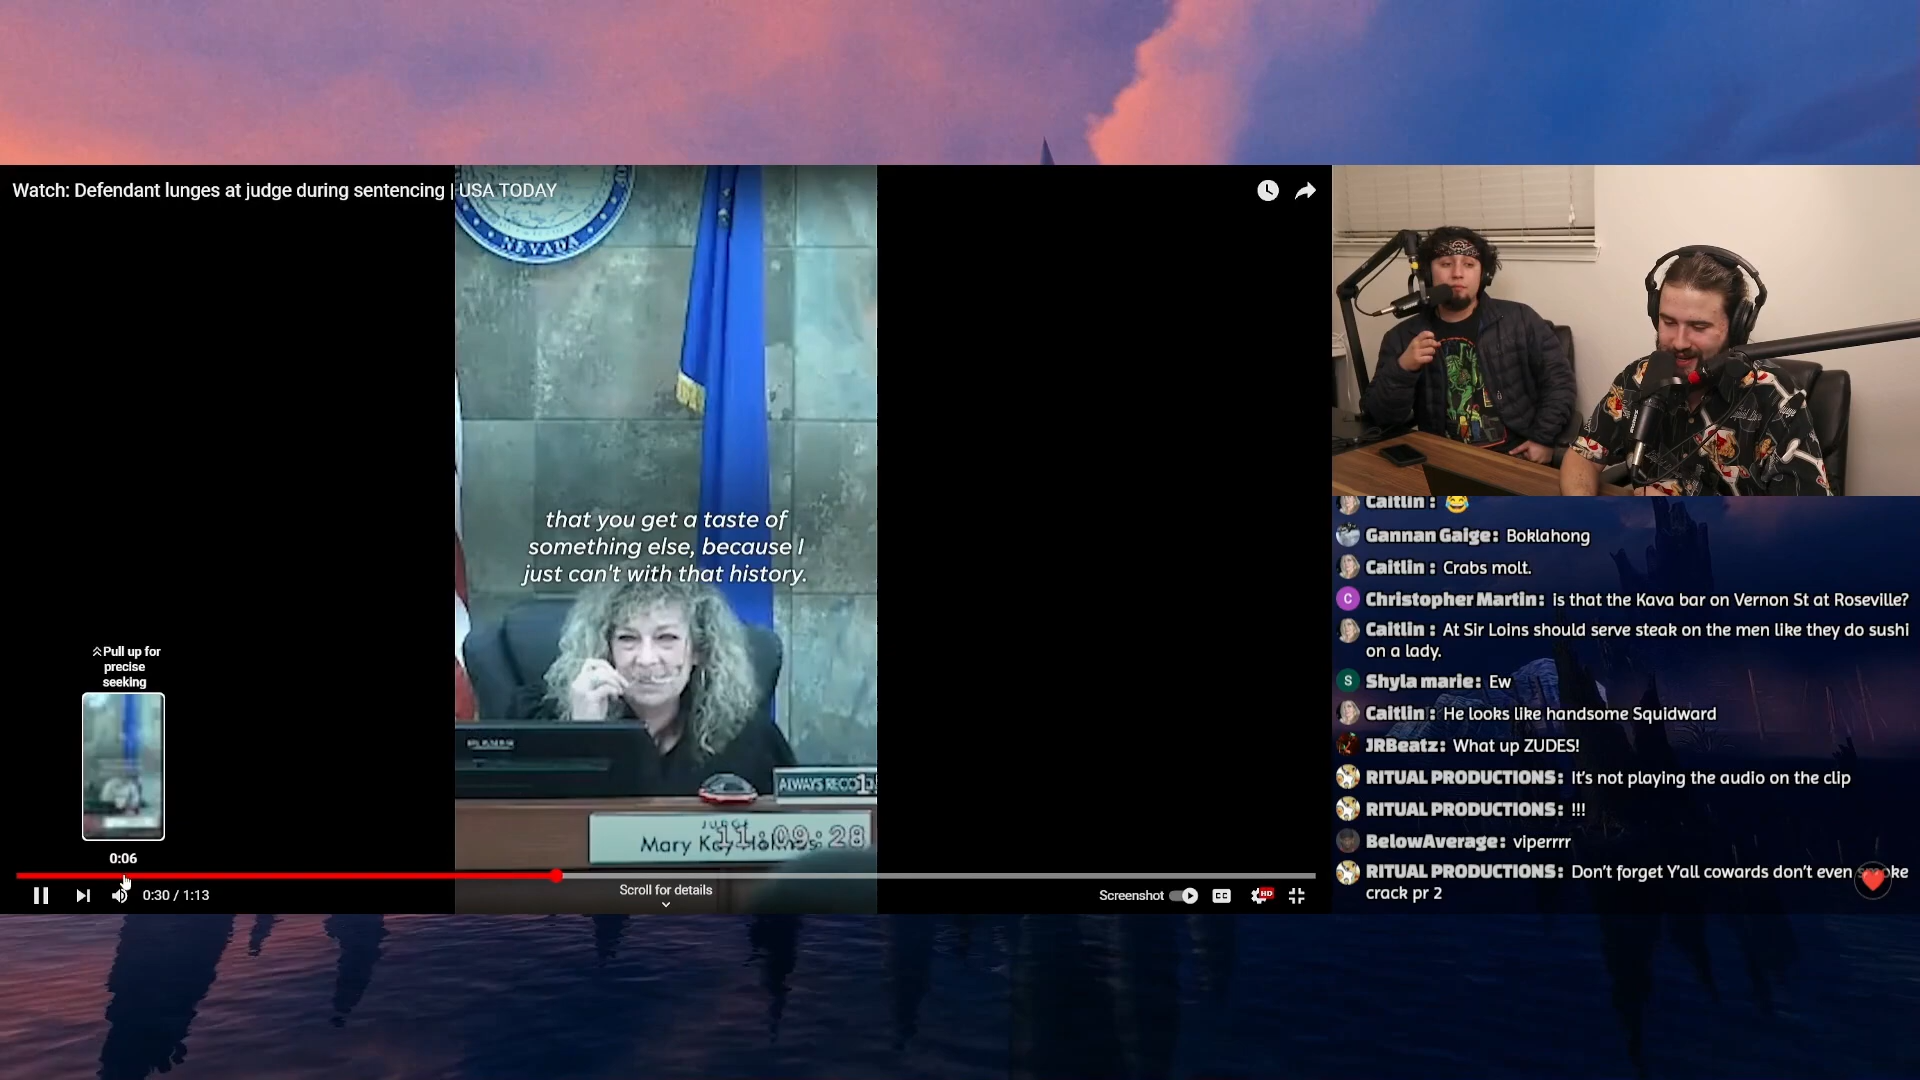 Watch: Defendant lunges at judge during sentencing | USA TODAY
NEVADA
that you get a taste of
something else, because I
just can't with that history.
Pull up for
precise
seeking
0:06
ALWAYS RECO
JUDGE
Mary Kay Holthus
11:09:28
0:30 / 1:13
Scroll for details
Screenshot
CC
HD
Caitlin : 😂
Gannan Gaige: Boklahong
Caitlin : Crabs molt.
C
Christopher Martin: is that the Kava bar on Vernon St at Roseville?
Caitlin : At Sir Loins should serve steak on the men like they do sushi
on a lady.
S
Shyla marie: Ew
Caitlin : He looks like handsome Squidward
JRBeatz: What up ZUDES!
RITUAL PRODUCTIONS: It's not playing the audio on the clip
RITUAL PRODUCTIONS: !!!
BelowAverage: viperrrr
RITUAL PRODUCTIONS: Don't forget Y'all cowards don't even smoke
crack pr 2